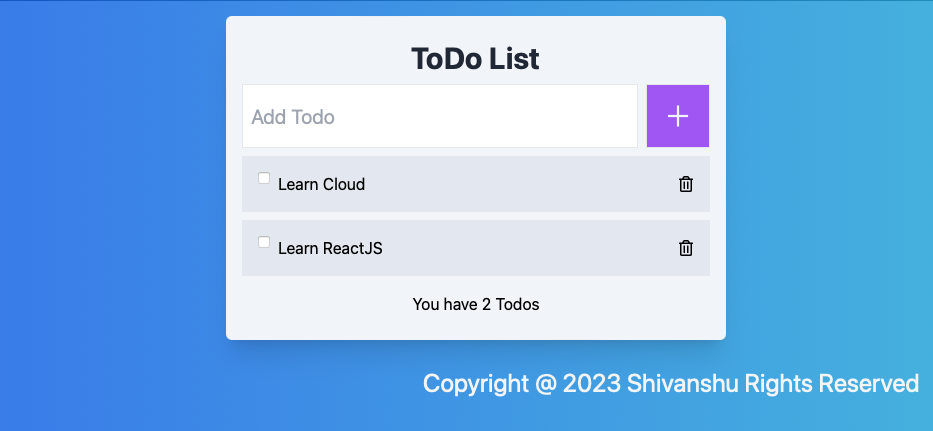 ToDo List
Add Todo
Learn Cloud
Learn ReactJS
You have 2 Todos
Copyright @ 2023 Shivanshu Rights Reserved